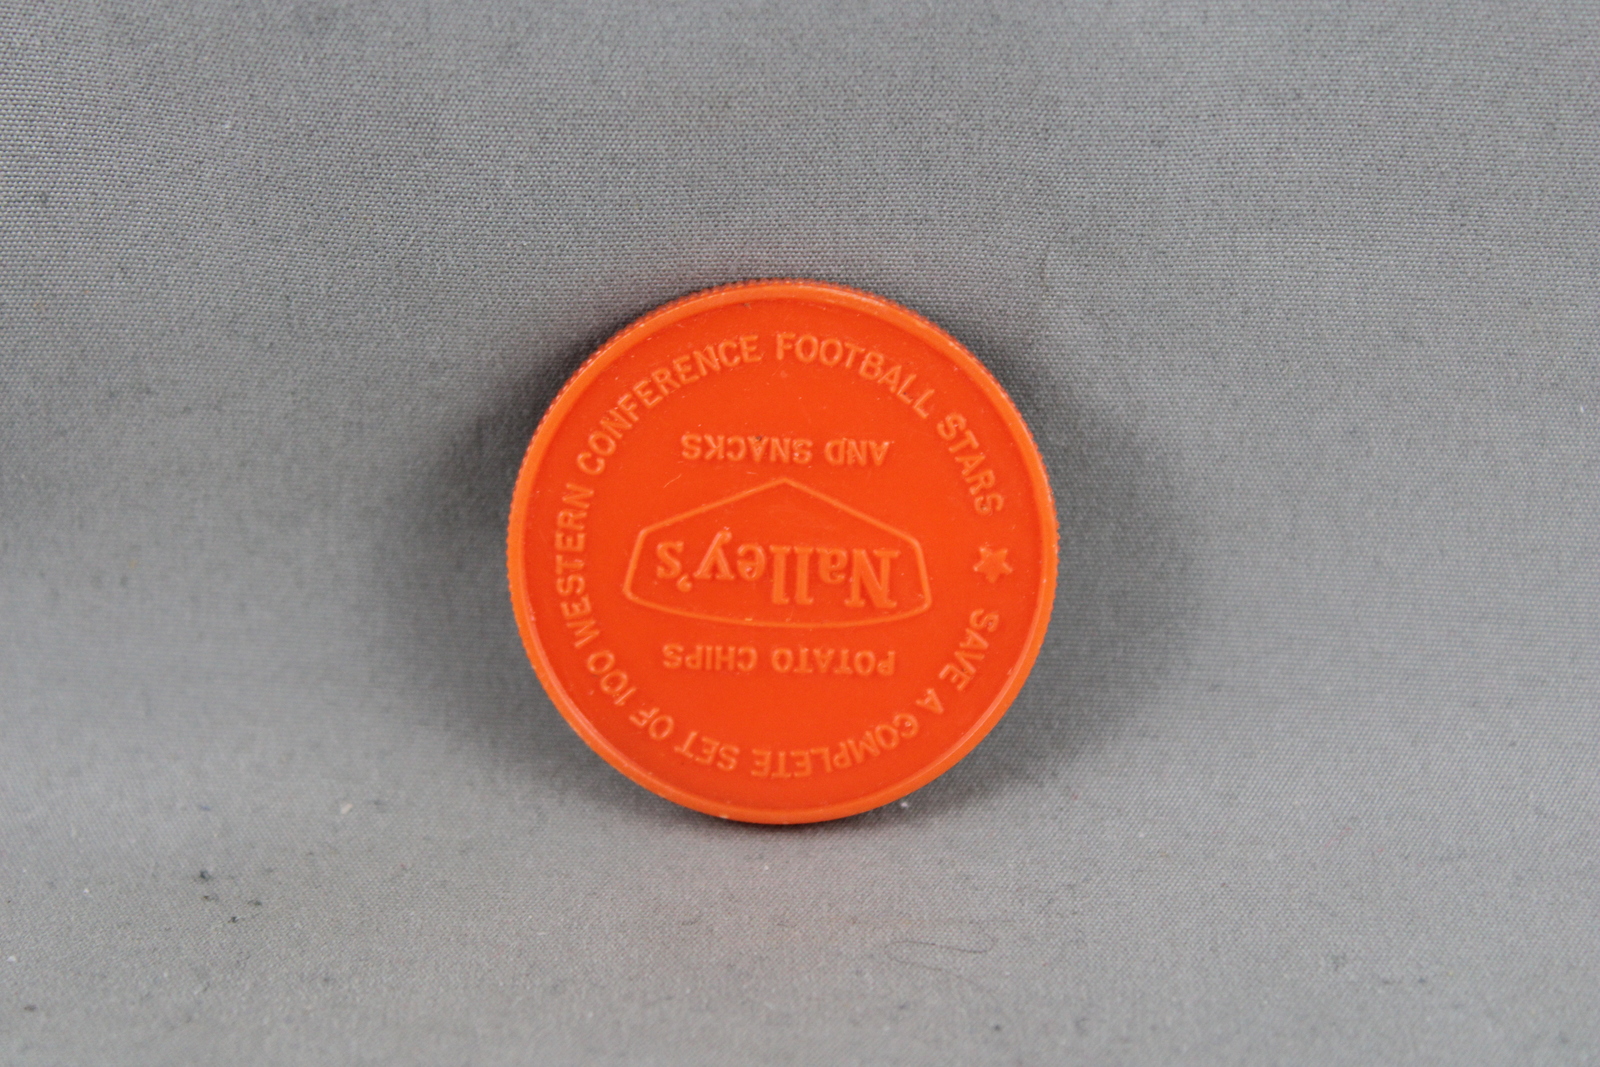 SAVE A COMPLETE SET OF 100 WESTERN CONFERENCE FOOTBALL STARS
POTATO CHIPS
Nalley's
AND SNACKS